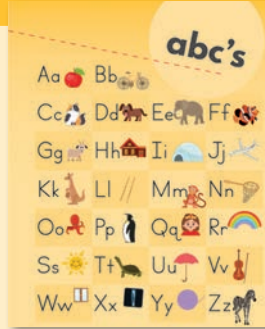 abc's
Aa Bb
Cc Dd Ee Ff
Gg Hh Ii Jj
Kk Ll Mm Nn
Oo Pp Qq Rr
Ss Tt Uu Vv
Ww Xx Yy Zz